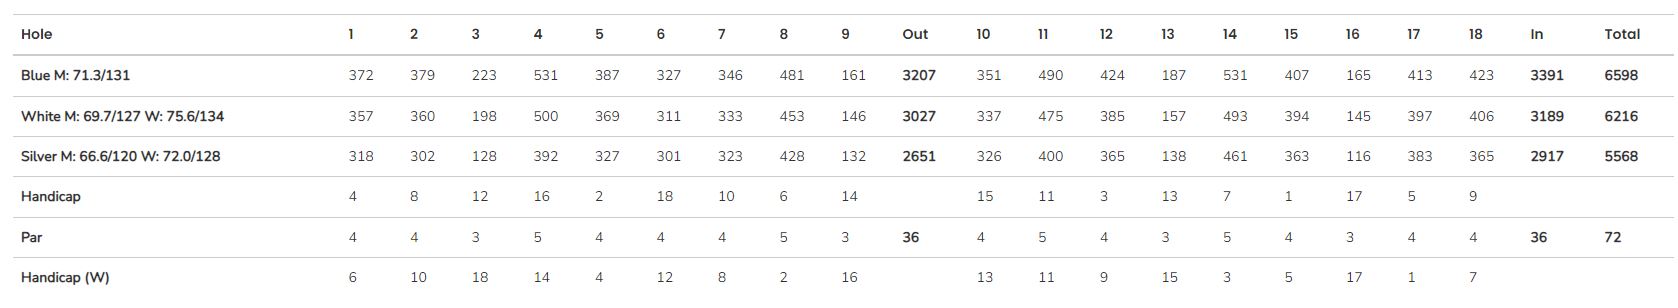 Hole 1 2 3 4 5 6 7 8 9 Out 10 11 12 13 14 15 16 17 18 In Total
Blue M: 71.3/131 372 379 223 531 387 327 346 481 161 3207 351 490 424 187 531 407 165 413 423 3391 6598
White M: 69.7/127 W: 75.6/134 357 360 198 500 369 311 333 453 146 3027 337 475 385 157 493 394 145 397 406 3189 6216
Silver M: 66.6/120 W: 72.0/128 318 302 128 392 327 301 323 428 132 2651 326 400 365 138 461 363 116 383 365 2917 5568
Handicap 4 8 12 16 2 18 10 6 14 15 11 3 13 7 1 17 5 9
Par 4 4 3 5 4 4 4 5 3 36 4 5 4 3 5 4 3 4 4 36 72
Handicap (W) 6 10 18 14 4 12 8 2 16 13 11 9 15 3 5 17 1 7